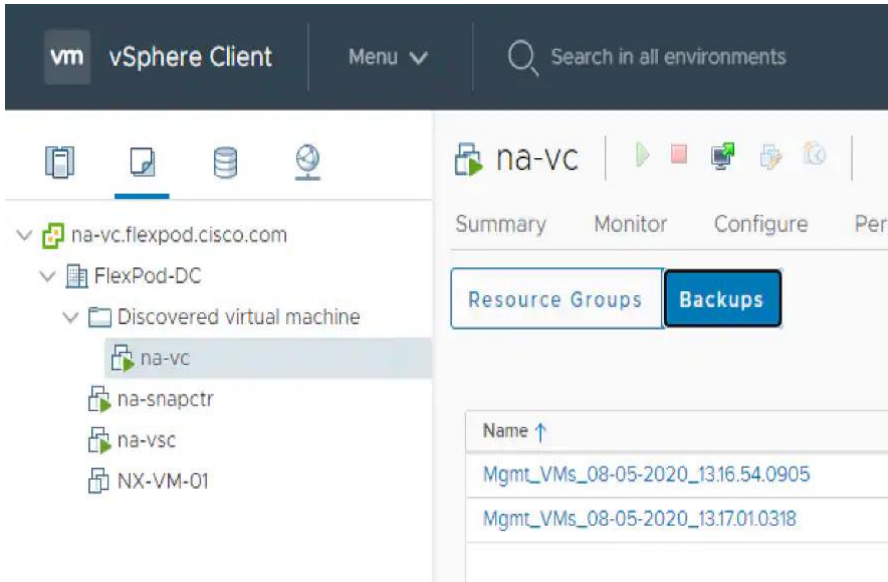 vm vSphere Client Menu Search in all environments
na-vc
Summary Monitor Configure Per
Resource Groups Backups
na-vc.flexpod.cisco.com
FlexPod-DC
Discovered virtual machine
na-vc
na-snapctr
na-vsc
NX-VM-01
Name
Mgmt_VMs_08-05-2020_13.16.54.0905
Mgmt_VMs_08-05-2020_13.17.01.0318